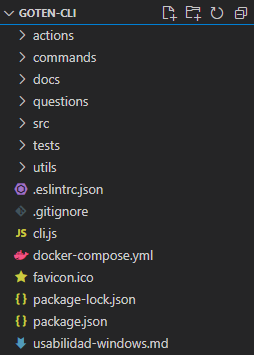 GOTEN-CLI
actions
commands
docs
questions
src
tests
utils
.eslintrc.json
.gitignore
JS cli.js
docker-compose.yml
favicon.ico
{ } package-lock.json
{ } package.json
usabilidad-windows.md